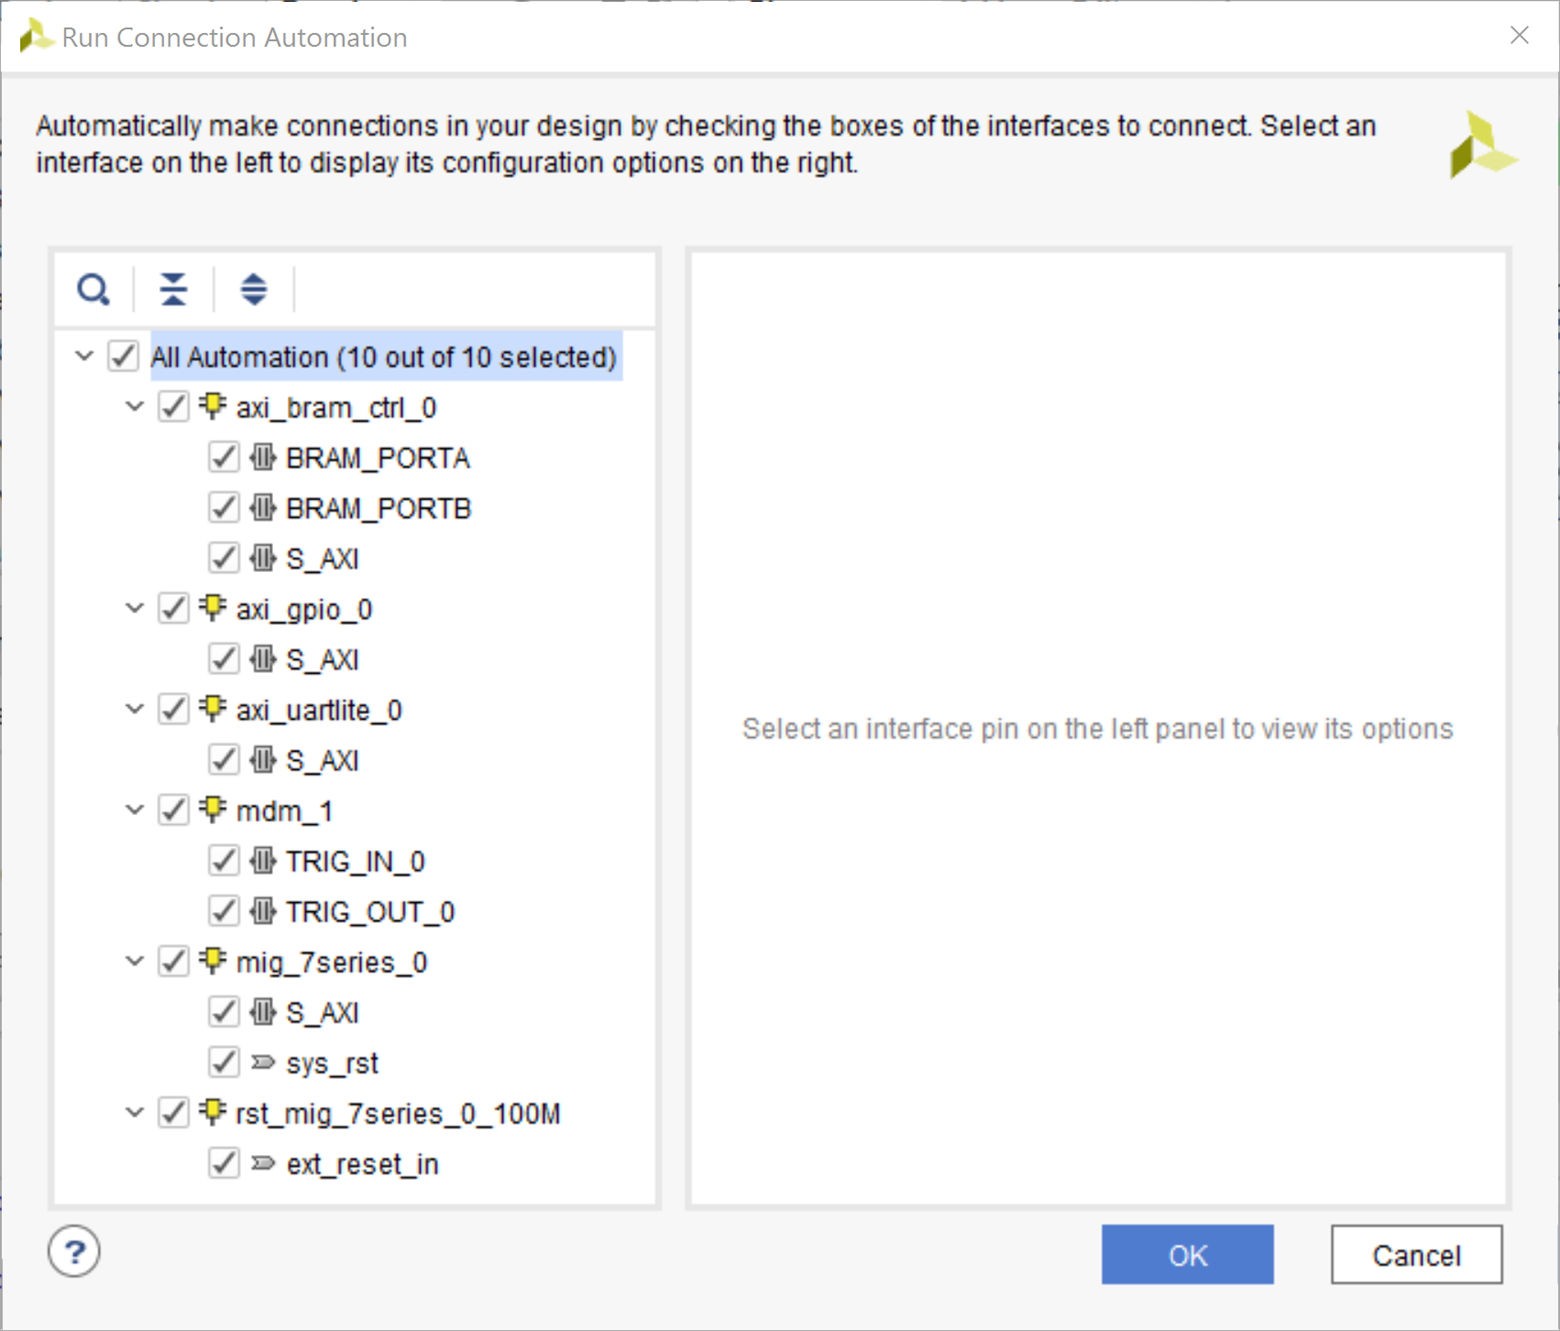 Run Connection Automation
Automatically make connections in your design by checking the boxes of the interfaces to connect. Select an
interface on the left to display its configuration options on the right.
All Automation (10 out of 10 selected)
axi_bram_ctrl_0
BRAM_PORTA
BRAM_PORTB
S_AXI
axi_gpio_0
S_AXI
axi_uartlite_0
S_AXI
mdm_1
TRIG_IN_0
TRIG_OUT_0
mig_7series_0
S_AXI
sys_rst
rst_mig_7series_0_100M
ext_reset_in
Select an interface pin on the left panel to view its options
?
OK
Cancel